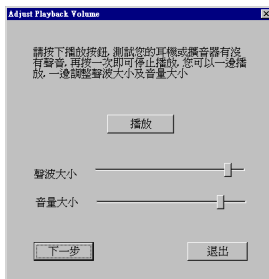 Adjust Playback Volume
請按下播放按鈕, 測試您的耳機或擴音器有沒
有聲音, 再按一次即可停止播放, 您可以一邊播
放, 一邊調整聲波大小及音量大小
播放
聲波大小
音量大小
下一步
退出